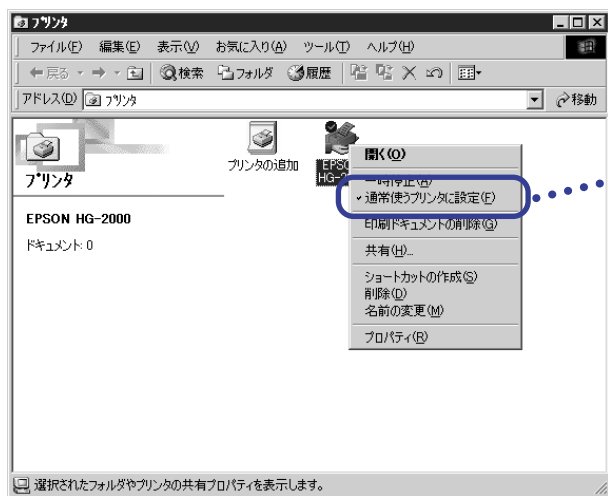 プリンタ
ファイル(F) 編集(E) 表示(V) お気に入り(A) ツール(T) ヘルプ(H)
戻る 検索 フォルダ 履歴
アドレス(D) プリンタ 移動
プリンタ
EPSON HG-2000
ドキュメント: 0
プリンタの追加
EPSO
HG-2
開く(O)
一時停止(A)
通常使うプリンタに設定(F)
印刷ドキュメントの削除(G)
共有(H)...
ショートカットの作成(S)
削除(D)
名前の変更(M)
プロパティ(R)
選択されたフォルダやプリンタの共有プロパティを表示します。